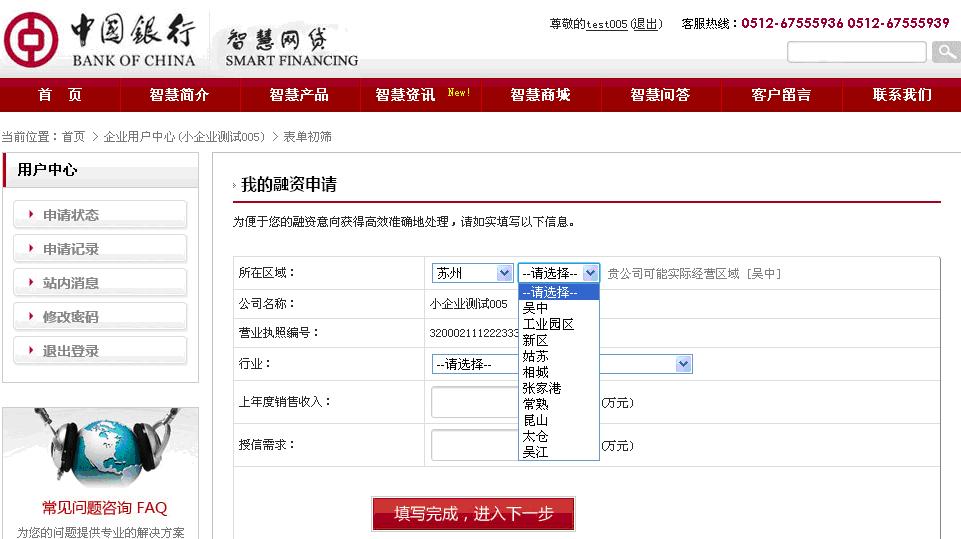 中国银行 智慧网贷
BANK OF CHINA SMART FINANCING
尊敬的test005 (退出) 客服热线：0512-67555936 0512-67555939
首 页 智慧简介 智慧产品 智慧资讯 New! 智慧商城 智慧问答 客户留言 联系我们
当前位置：首页 > 企业用户中心(小企业测试005) > 表单初筛
用户中心
申请状态
申请记录
站内消息
修改密码
退出登录
常见问题咨询 FAQ
为您的问题提供专业的解决方案
我的融资申请
为便于您的融资意向获得高效准确地处理，请如实填写以下信息。
所在区域： 苏州 --请选择-- 贵公司可能实际经营区域 [吴中]
--请选择--
吴中
工业园区
新区
姑苏
相城
张家港
常熟
昆山
太仓
吴江
公司名称： 小企业测试005
营业执照编号： 320002111222333
行业： --请选择--
上年度销售收入： (万元)
授信需求： (万元)
填写完成，进入下一步